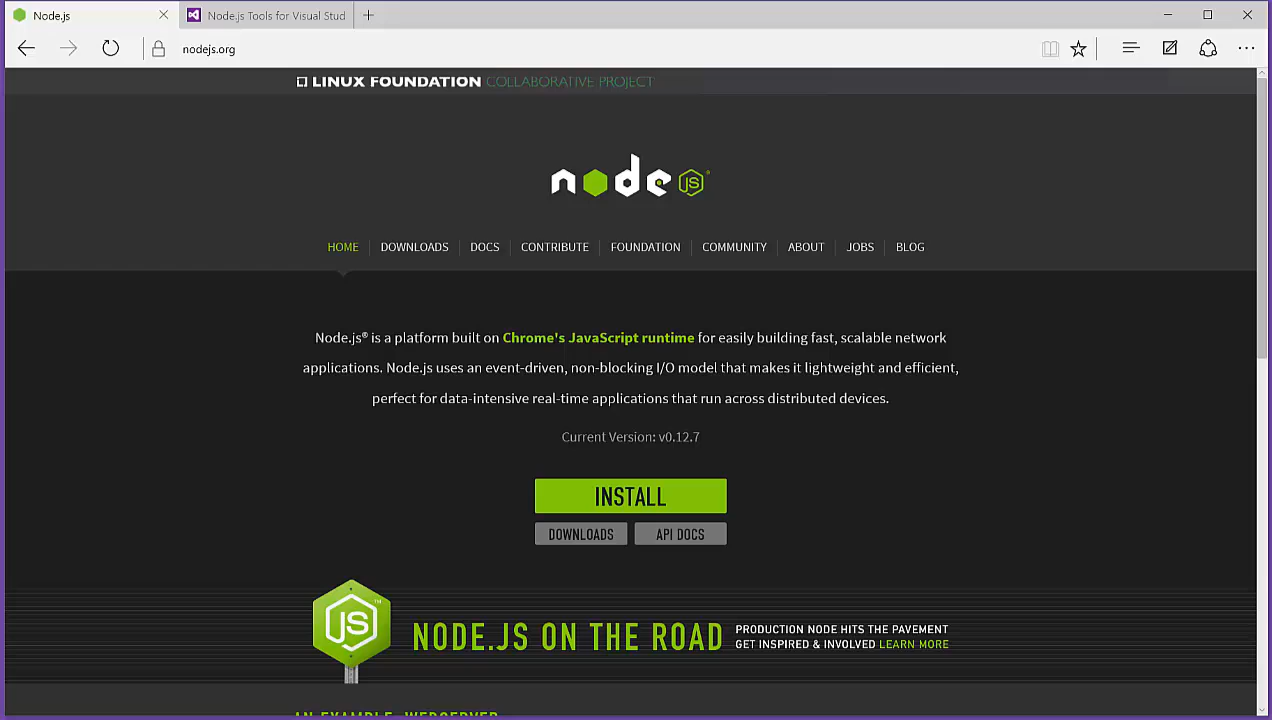 Node.js
Node.js Tools for Visual Stud
nodejs.org
LINUX FOUNDATION COLLABORATIVE PROJECT
node JS
HOME DOWNLOADS DOCS CONTRIBUTE FOUNDATION COMMUNITY ABOUT JOBS BLOG
Node.js® is a platform built on Chrome's JavaScript runtime for easily building fast, scalable network
applications. Node.js uses an event-driven, non-blocking I/O model that makes it lightweight and efficient,
perfect for data-intensive real-time applications that run across distributed devices.
Current Version: v0.12.7
INSTALL
DOWNLOADS API DOCS
JS™
NODE.JS ON THE ROAD
PRODUCTION NODE HITS THE PAVEMENT
GET INSPIRED & INVOLVED LEARN MORE
AN EXAMPLE: WEBSERVER